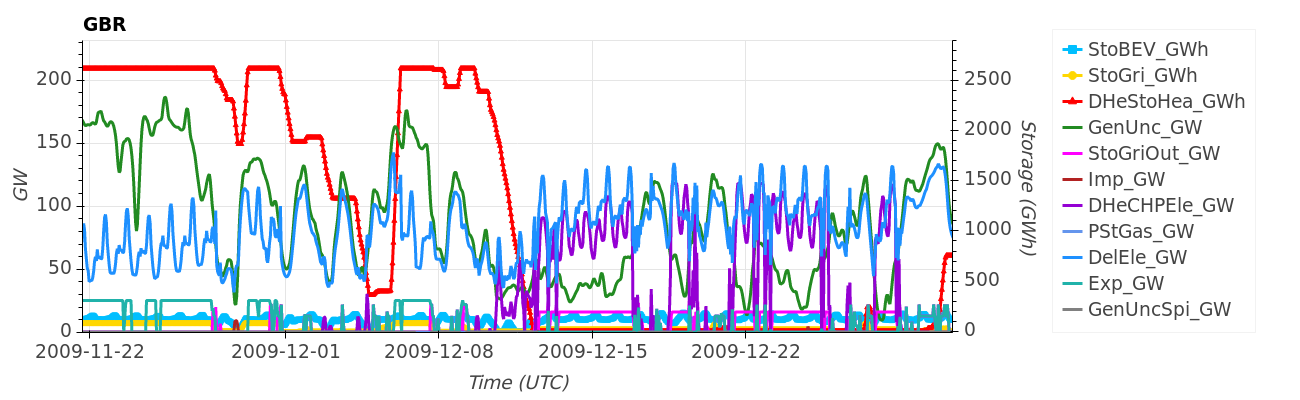 GBR
200
150
100
50
0
GW
2500
2000
1500
1000
500
0
Storage (GWh)
2009-11-22 2009-12-01 2009-12-08 2009-12-15 2009-12-22
Time (UTC)
StoBEV_GWh
StoGri_GWh
DHeStoHea_GWh
GenUnc_GW
StoGriOut_GW
Imp_GW
DHeCHPEle_GW
PStGas_GW
DelEle_GW
Exp_GW
GenUncSpi_GW